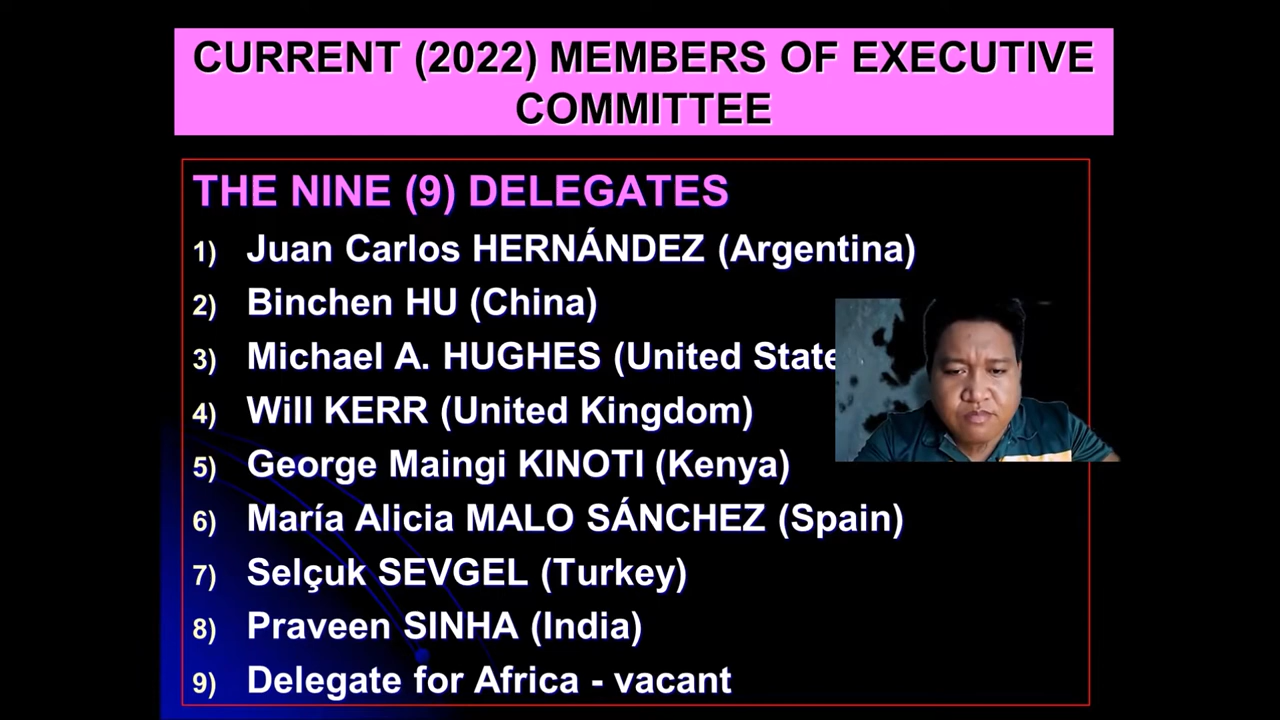 CURRENT (2022) MEMBERS OF EXECUTIVE
COMMITTEE
THE NINE (9) DELEGATES
1) Juan Carlos HERNÁNDEZ (Argentina)
2) Binchen HU (China)
3) Michael A. HUGHES (United State
4) Will KERR (United Kingdom)
5) George Maingi KINOTI (Kenya)
6) María Alicia MALO SÁNCHEZ (Spain)
7) Selçuk SEVGEL (Turkey)
8) Praveen SINHA (India)
9) Delegate for Africa - vacant